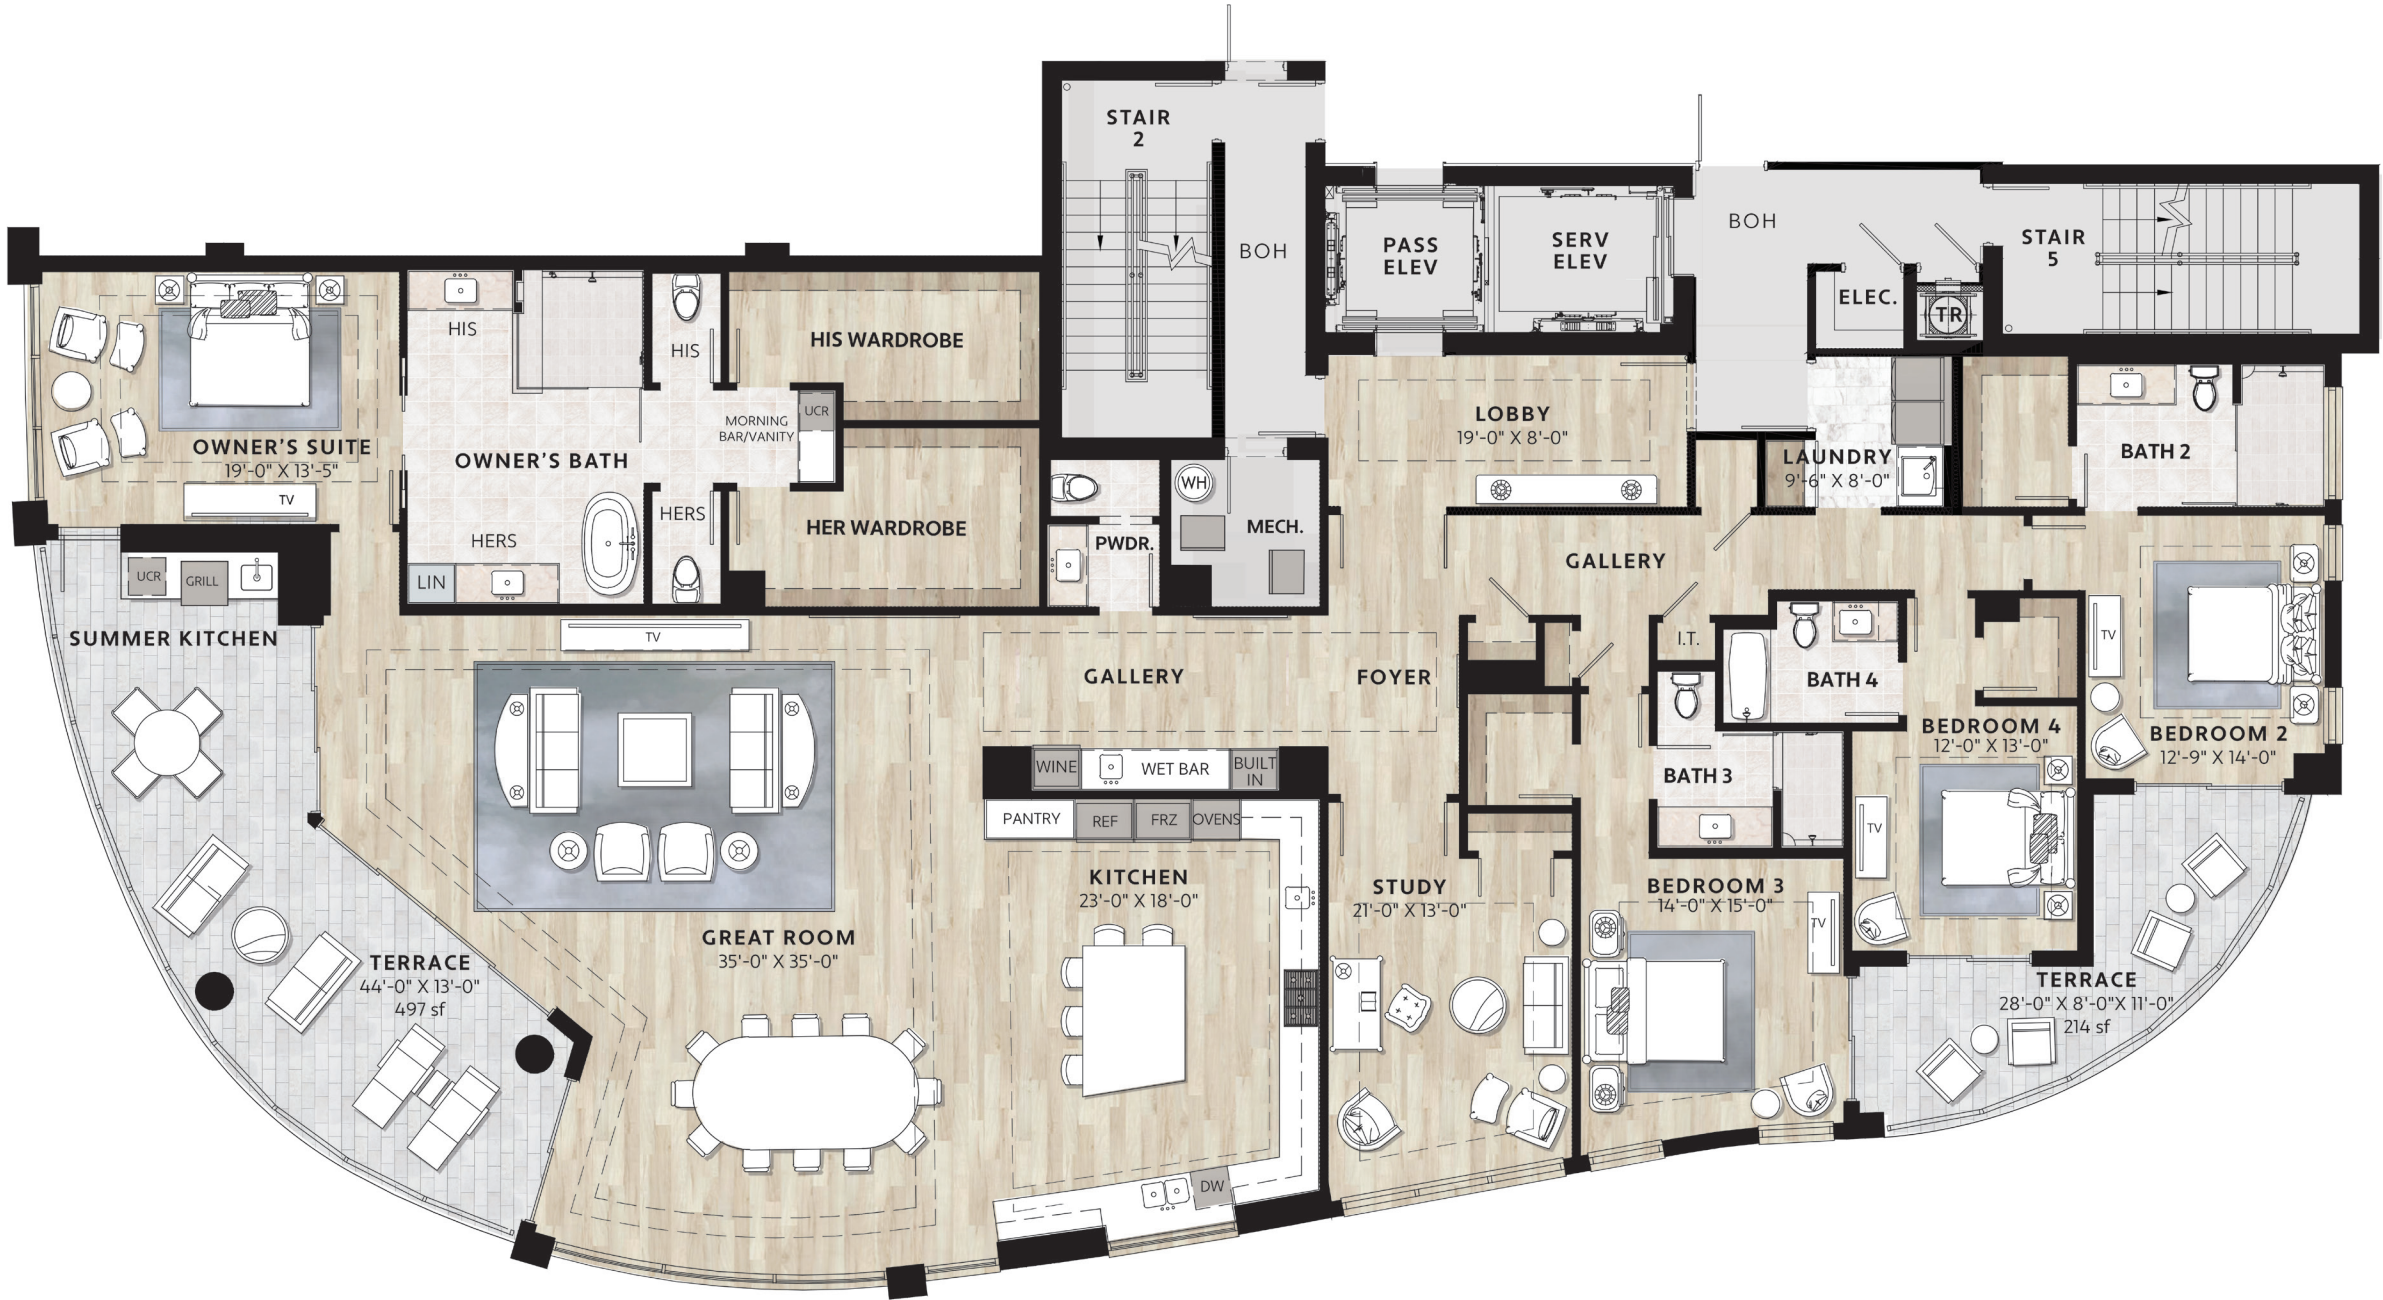 STAIR
2
BOH
PASS
ELEV
SERV
ELEV
BOH
STAIR
5
ELEC.
TR
HIS
HIS
HIS WARDROBE
MORNING
BAR/VANITY
UCR
OWNER'S SUITE
19'-0" X 13'-5"
TV
OWNER'S BATH
HERS
HERS
LIN
HER WARDROBE
WH
MECH.
PWDR.
LOBBY
19'-0" X 8'-0"
LAUNDRY
9'-6" X 8'-0"
BATH 2
GALLERY
UCR
GRILL
SUMMER KITCHEN
TV
GALLERY
FOYER
I.T.
BATH 4
TV
BEDROOM 4
12'-0" X 13'-0"
BEDROOM 2
12'-9" X 14'-0"
WINE
WET BAR
BUILT
IN
BATH 3
PANTRY
REF
FRZ
OVENS
TV
KITCHEN
23'-0" X 18'-0"
STUDY
21'-0" X 13'-0"
BEDROOM 3
14'-0" X 15'-0"
TV
GREAT ROOM
35'-0" X 35'-0"
TERRACE
44'-0" X 13'-0"
497 sf
TERRACE
28'-0" X 8'-0"X 11'-0"
214 sf
DW